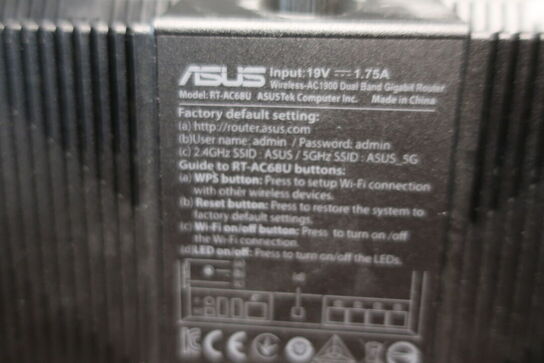 ASUS Input: 19V ⎓ 1.75A
Wireless-AC1900 Dual Band Gigabit Router
Model: RT-AC68U ASUSTek Computer Inc. Made in China
Factory default setting:
(a) http://router.asus.com
(b)User name: admin / Password: admin
(c) 2.4GHz SSID : ASUS / 5GHz SSID : ASUS_5G
Guide to RT-AC68U buttons:
(a) WPS button: Press to setup Wi-Fi connection
with other wireless devices.
(b) Reset button: Press to restore the system to
factory default settings.
(c) Wi-Fi on/off button: Press to turn on /off
the Wi-Fi connection.
(d)LED on/off: Press to turn on/off the LEDs.